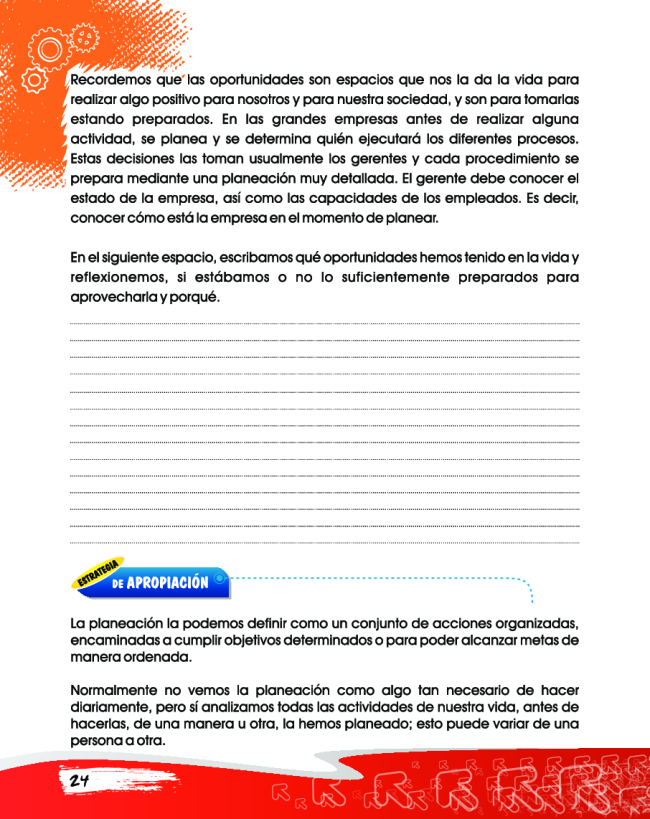 Recordemos que las oportunidades son espacios que nos la da la vida para
realizar algo positivo para nosotros y para nuestra sociedad, y son para tomarlas
estando preparados. En las grandes empresas antes de realizar alguna
actividad, se planea y se determina quién ejecutará los diferentes procesos.
Estas decisiones las toman usualmente los gerentes y cada procedimiento se
prepara mediante una planeación muy detallada. El gerente debe conocer el
estado de la empresa, así como las capacidades de los empleados. Es decir,
conocer cómo está la empresa en el momento de planear.
En el siguiente espacio, escribamos qué oportunidades hemos tenido en la vida y
reflexionemos, si estábamos o no lo suficientemente preparados para
aprovecharla y porqué.
ESTRATEGIA
DE APROPIACIÓN
La planeación la podemos definir como un conjunto de acciones organizadas,
encaminadas a cumplir objetivos determinados o para poder alcanzar metas de
manera ordenada.
Normalmente no vemos la planeación como algo tan necesario de hacer
diariamente, pero sí analizamos todas las actividades de nuestra vida, antes de
hacerlas, de una manera u otra, la hemos planeado; esto puede variar de una
persona a otra.
24